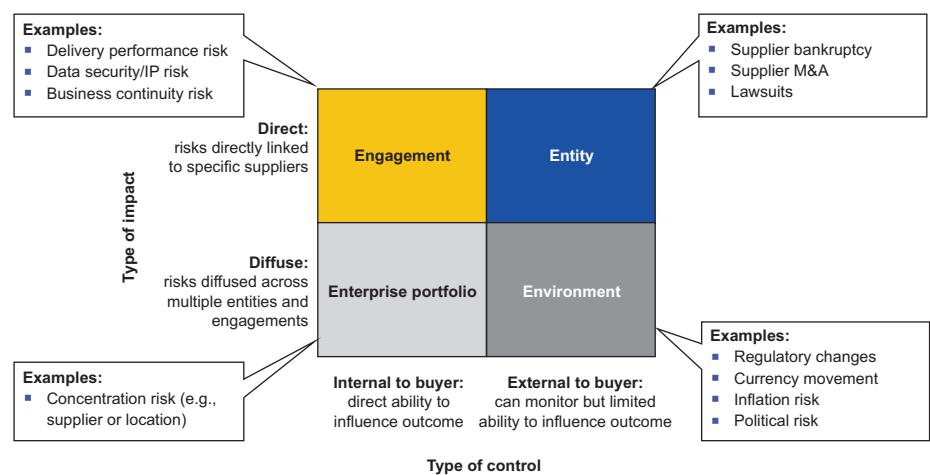 Examples:
Delivery performance risk
Data security/IP risk
Business continuity risk
Examples:
Supplier bankruptcy
Supplier M&A
Lawsuits
Type of impact
Direct:
risks directly linked
to specific suppliers
Engagement
Entity
Diffuse:
risks diffused across
multiple entities and
engagements
Enterprise portfolio
Environment
Examples:
Concentration risk (e.g.,
supplier or location)
Internal to buyer:
direct ability to
influence outcome
External to buyer:
can monitor but limited
ability to influence outcome
Examples:
Regulatory changes
Currency movement
Inflation risk
Political risk
Type of control